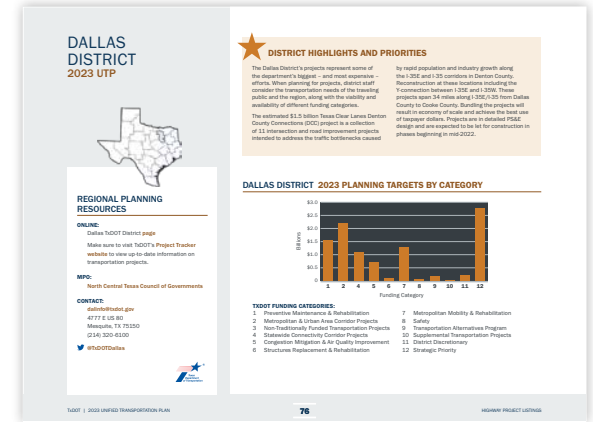 DALLAS
DISTRICT
2023 UTP
REGIONAL PLANNING
RESOURCES
ONLINE:
Dallas TxDOT District page
Make sure to visit TxDOT's Project Tracker
website to view up-to-date information on
transportation projects.
MPO:
North Central Texas Council of Governments
CONTACT:
dalinfo@txdot.gov
4777 E US 80
Mesquite, TX 75150
(214) 320-6100
@TxDOTDallas
DISTRICT HIGHLIGHTS AND PRIORITIES
The Dallas District's projects represent some of
the department's biggest – and most expensive –
efforts. When planning for projects, district staff
consider the transportation needs of the traveling
public and the region, along with the viability and
availability of different funding categories.
The estimated $1.5 billion Texas Clear Lanes Denton
County Connections (DCC) project is a collection
of 11 intersection and road improvement projects
intended to address the traffic bottlenecks caused
by rapid population and industry growth along
the I-35E and I-35 corridors in Denton County.
Reconstruction at these locations including the
Y-connection between I-35E and I-35W. These
projects span 34 miles along I-35E/I-35 from Dallas
County to Cooke County. Bundling the projects will
result in economy of scale and achieve the best use
of taxpayer dollars. Projects are in detailed PS&E
design and are expected to be let for construction in
phases beginning in mid-2022.
DALLAS DISTRICT 2023 PLANNING TARGETS BY CATEGORY
Billions
$3.0
$2.5
$2.0
$1.5
$1.0
$0.5
0
1 2 3 4 5 6 7 8 9 10 11 12
Funding Category
TXDOT FUNDING CATEGORIES:
1 Preventive Maintenance & Rehabilitation
2 Metropolitan & Urban Area Corridor Projects
3 Non-Traditionally Funded Transportation Projects
4 Statewide Connectivity Corridor Projects
5 Congestion Mitigation & Air Quality Improvement
6 Structures Replacement & Rehabilitation
7 Metropolitan Mobility & Rehabilitation
8 Safety
9 Transportation Alternatives Program
10 Supplemental Transportation Projects
11 District Discretionary
12 Strategic Priority
TxDOT | 2023 UNIFIED TRANSPORTATION PLAN
76
HIGHWAY PROJECT LISTINGS